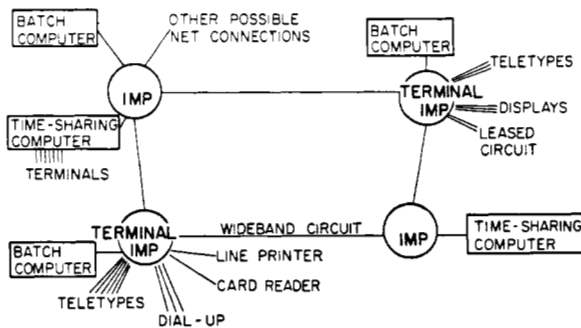 BATCH
COMPUTER
OTHER POSSIBLE
NET CONNECTIONS
IMP
BATCH
COMPUTER
TELETYPES
TERMINAL
IMP
DISPLAYS
LEASED
CIRCUIT
TIME-SHARING
COMPUTER
TERMINALS
TERMINAL
IMP
WIDEBAND CIRCUIT
IMP
TIME-SHARING
COMPUTER
BATCH
COMPUTER
LINE PRINTER
CARD READER
TELETYPES
DIAL-UP